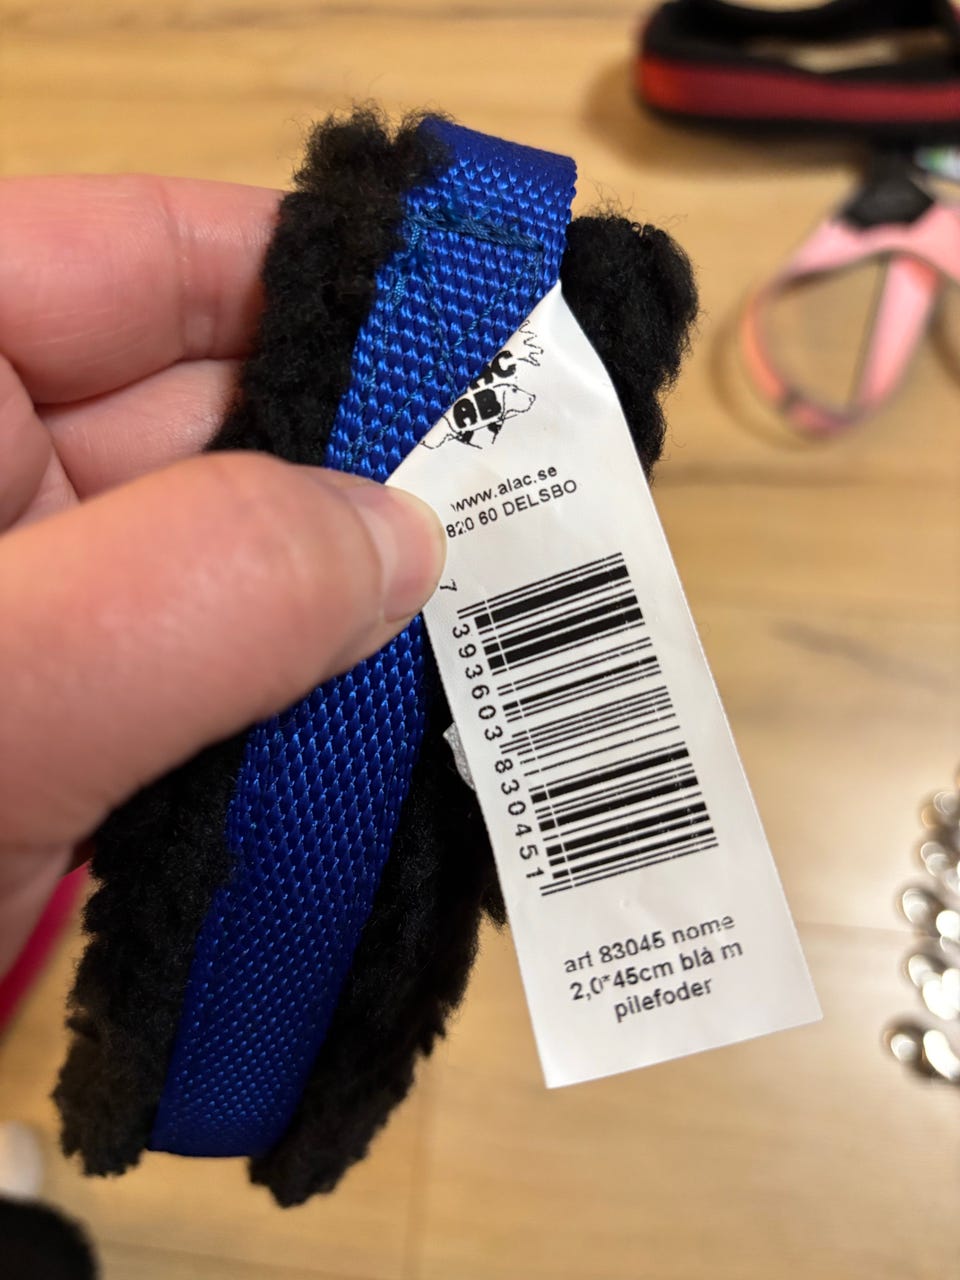 AB
www.alac.se
820 60 DELSBO
7 393603 830451
art 83045 nome
2,0*45cm blå m
pilefoder